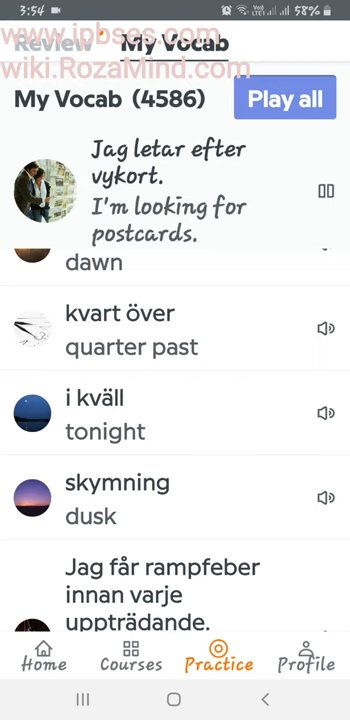 3:54
58%
www.ipbses.com
Review My Vocab
wiki.RozaMind.com
My Vocab (4586)
Play all
Jag letar efter
vykort.
I'm looking for
postcards.
dawn
kvart över
quarter past
i kväll
tonight
skymning
dusk
Jag får rampfeber
innan varje
uppträdande.
Home Courses Practice Profile